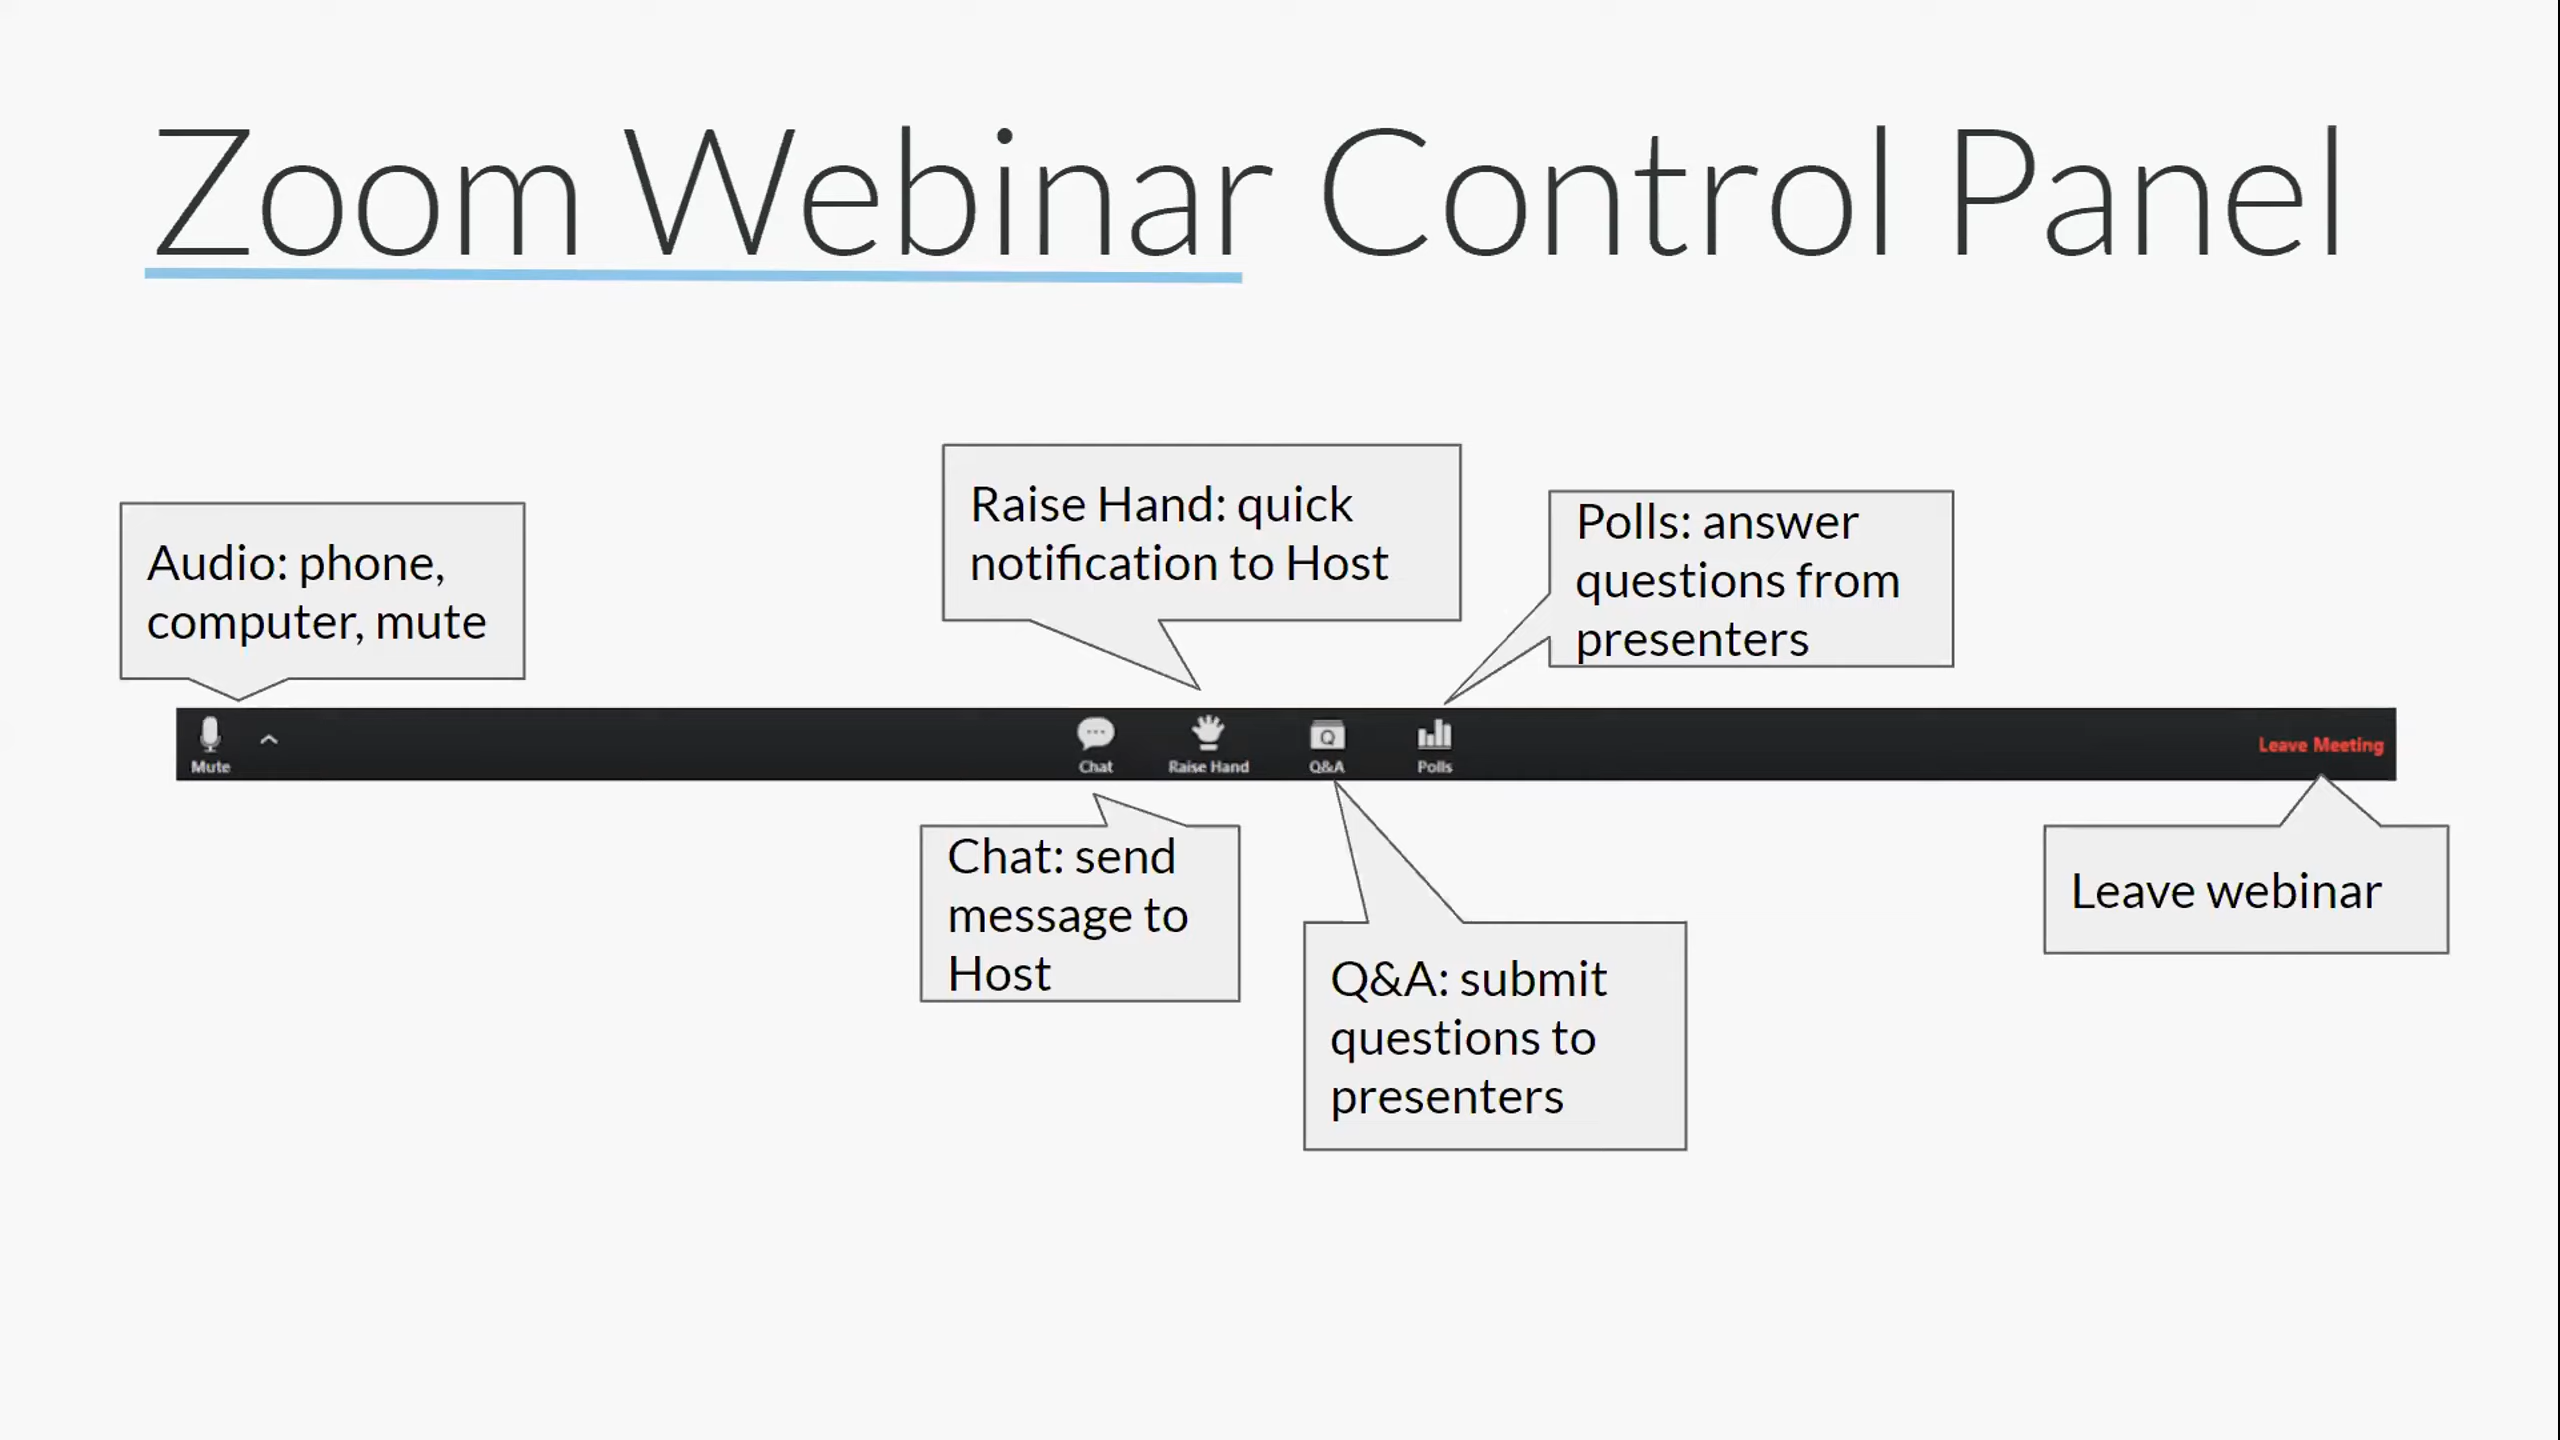 Zoom Webinar Control Panel
Audio: phone,
computer, mute
Raise Hand: quick
notification to Host
Polls: answer
questions from
presenters
Mute
Chat
Raise Hand
Q
Q&A
Polls
Leave Meeting
Chat: send
message to
Host
Q&A: submit
questions to
presenters
Leave webinar